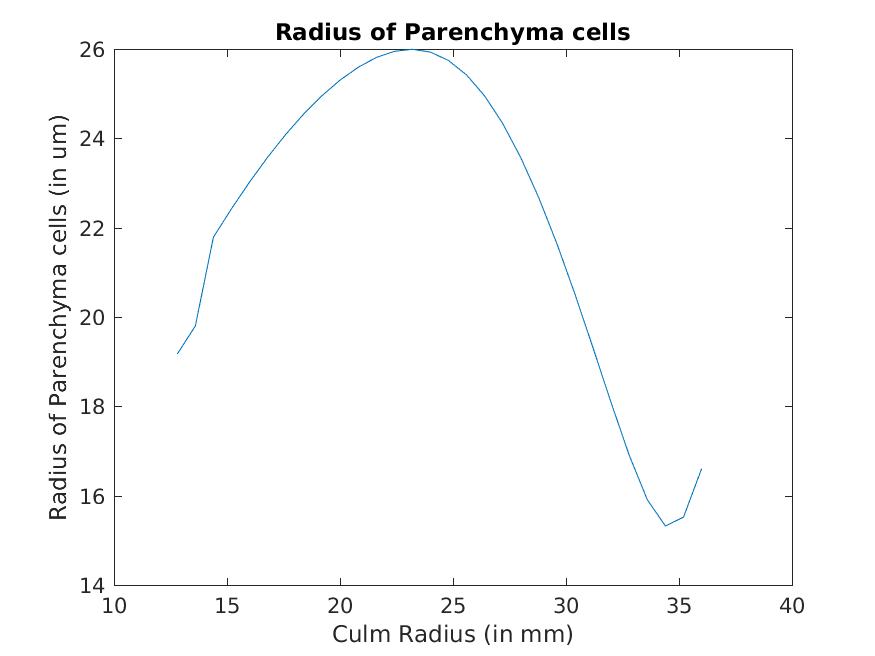 Radius of Parenchyma cells
Radius of Parenchyma cells (in um)
26
24
22
20
18
16
14
10 15 20 25 30 35 40
Culm Radius (in mm)